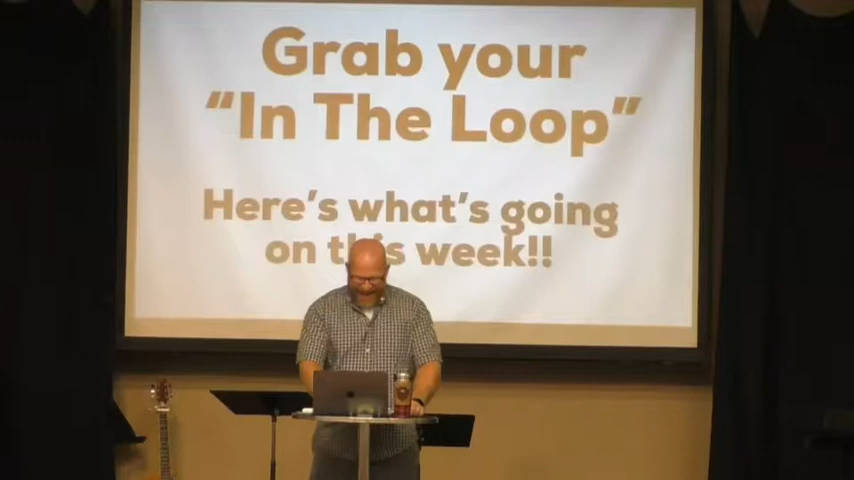 Grab your
“In The Loop”
Here’s what’s going
on this week!!